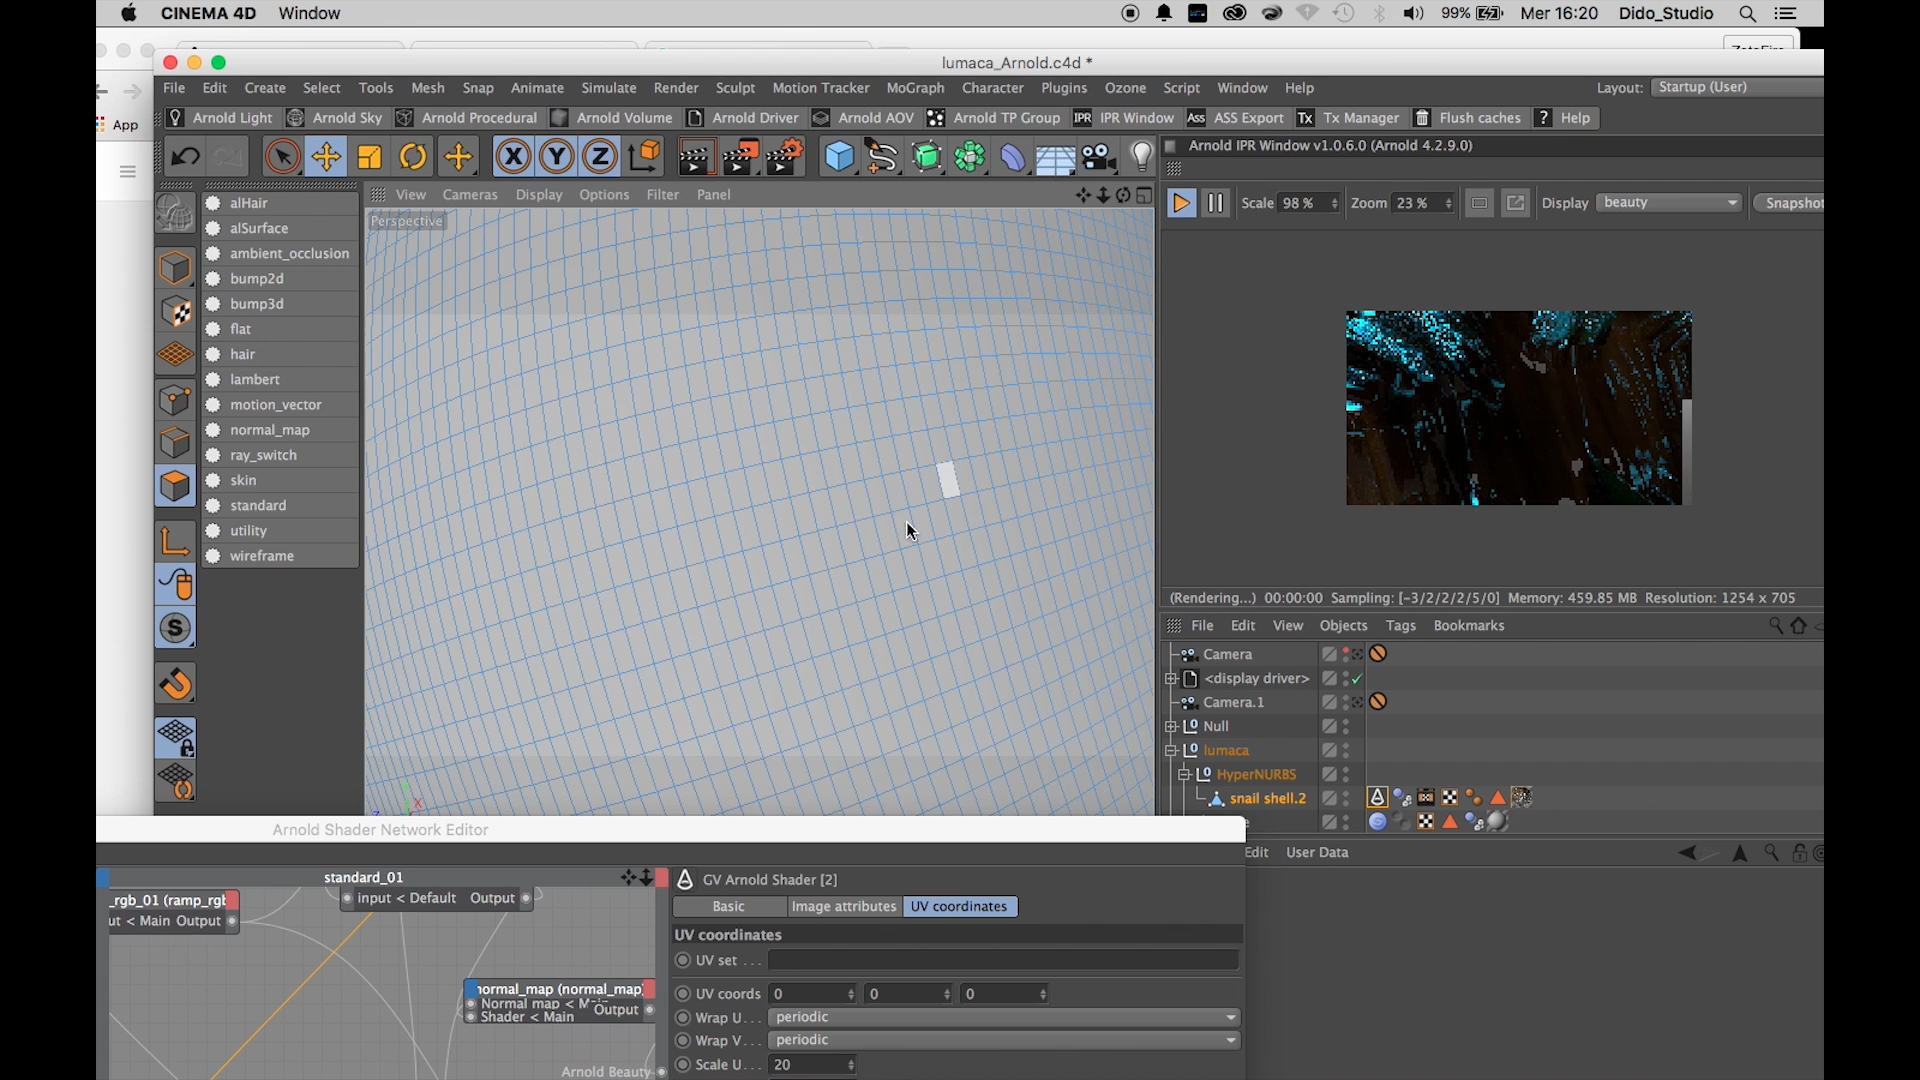 CINEMA 4D Window
99% Mer 16:20 Dido_Studio
lumaca_Arnold.c4d *
File Edit Create Select Tools Mesh Snap Animate Simulate Render Sculpt Motion Tracker MoGraph Character Plugins Ozone Script Window Help
Layout: Startup (User)
App
Arnold Light Arnold Sky Arnold Procedural Arnold Volume Arnold Driver Arnold AOV Arnold TP Group IPR IPR Window Ass ASS Export Tx Tx Manager Flush caches ? Help
X Y Z
Arnold IPR Window v1.0.6.0 (Arnold 4.2.9.0)
View Cameras Display Options Filter Panel
Scale 98 % Zoom 23 % Display beauty Snapshot
Perspective
alHair
alSurface
ambient_occlusion
bump2d
bump3d
flat
hair
lambert
motion_vector
normal_map
ray_switch
skin
standard
utility
wireframe
S
(Rendering...) 00:00:00 Sampling: [-3/2/2/2/5/0] Memory: 459.85 MB Resolution: 1254 x 705
File Edit View Objects Tags Bookmarks
Camera
<display driver>
Camera.1
Null
lumaca
HyperNURBS
snail shell.2
X
Arnold Shader Network Editor
Edit User Data
standard_01
GV Arnold Shader [2]
_rgb_01 (ramp_rgb
ut < Main Output
input < Default Output
Basic Image attributes UV coordinates
UV coordinates
UV set . . .
normal_map (normal_map)
Normal map < Main
Shader < Main Output
UV coords 0 0 0
Wrap U. . . periodic
Wrap V. . . periodic
Scale U. . . 20
Arnold Beauty